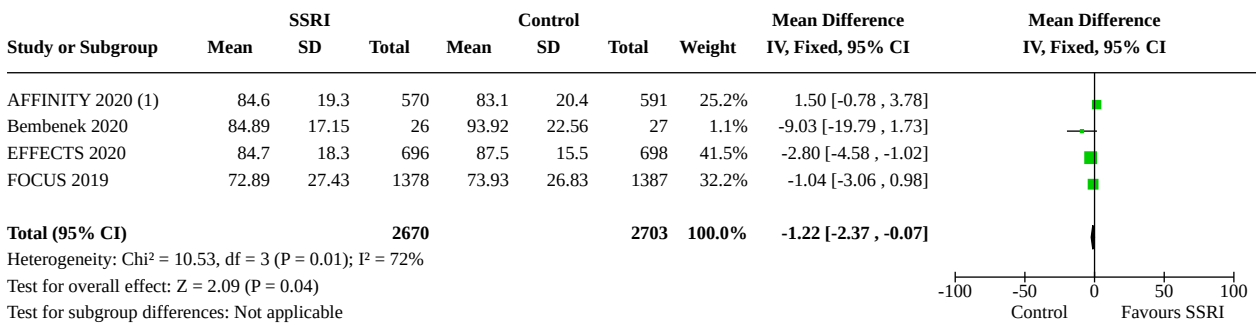 SSRI Control Mean Difference Mean Difference
Study or Subgroup Mean SD Total Mean SD Total Weight IV, Fixed, 95% CI IV, Fixed, 95% CI
AFFINITY 2020 (1) 84.6 19.3 570 83.1 20.4 591 25.2% 1.50 [-0.78 , 3.78]
Bembenek 2020 84.89 17.15 26 93.92 22.56 27 1.1% -9.03 [-19.79 , 1.73]
EFFECTS 2020 84.7 18.3 696 87.5 15.5 698 41.5% -2.80 [-4.58 , -1.02]
FOCUS 2019 72.89 27.43 1378 73.93 26.83 1387 32.2% -1.04 [-3.06 , 0.98]
Total (95% CI) 2670 2703 100.0% -1.22 [-2.37 , -0.07]
Heterogeneity: Chi² = 10.53, df = 3 (P = 0.01); I² = 72%
Test for overall effect: Z = 2.09 (P = 0.04)
-100 -50 0 50 100
Test for subgroup differences: Not applicable
Control Favours SSRI